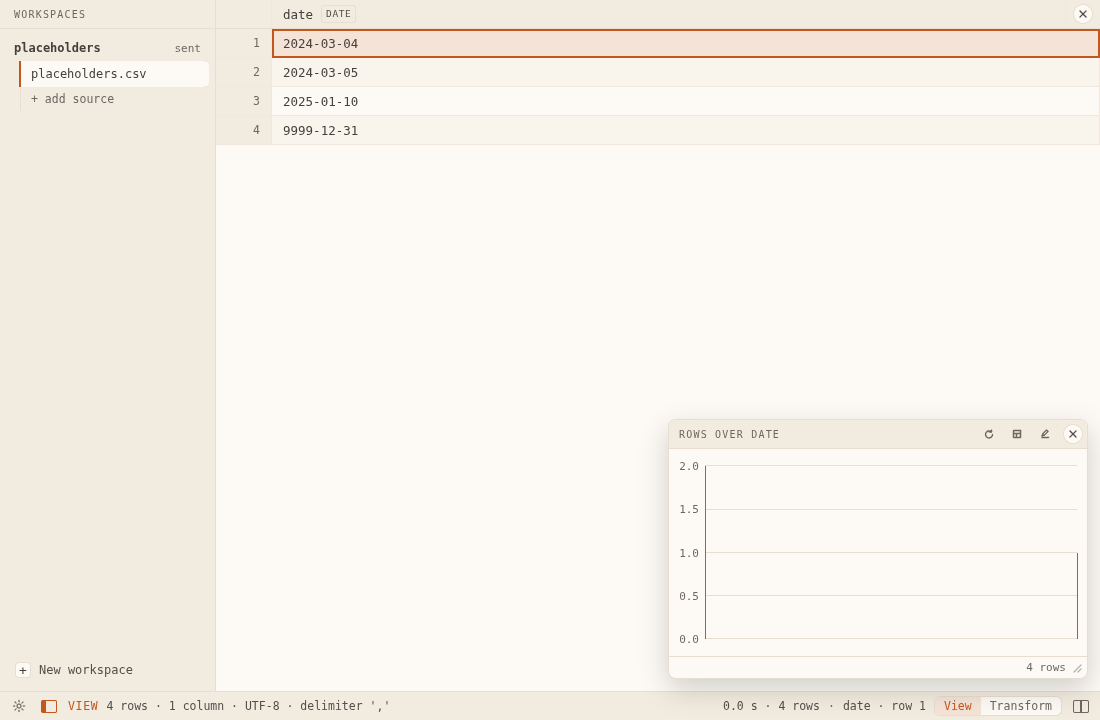 WORKSPACES
placeholders sent
placeholders.csv
+ add source
+ New workspace
date DATE
1 2024-03-04
2 2024-03-05
3 2025-01-10
4 9999-12-31
ROWS OVER DATE
2.0
1.5
1.0
0.5
0.0
4 rows
VIEW 4 rows · 1 column · UTF-8 · delimiter ','
0.0 s · 4 rows · date · row 1 View Transform